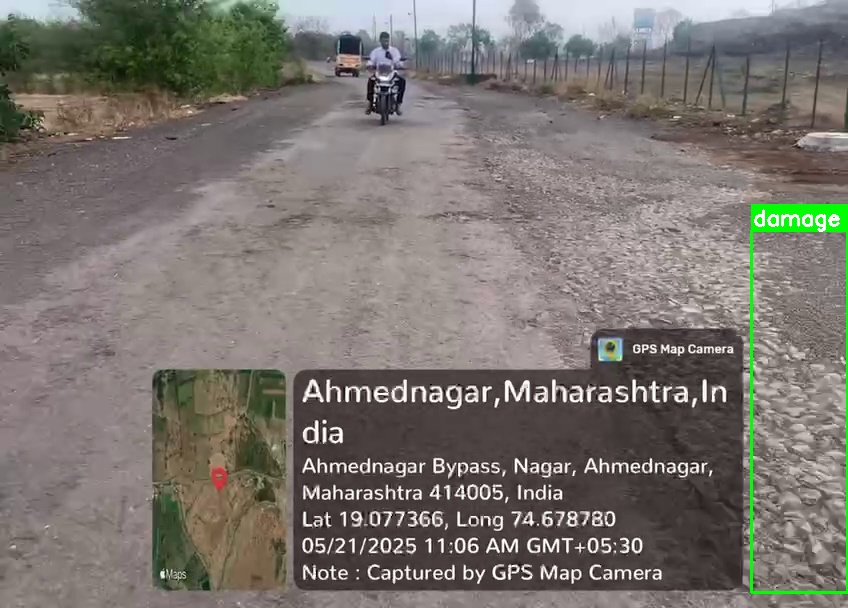 damage
GPS Map Camera
Ahmednagar,Maharashtra,In
dia
Ahmednagar Bypass, Nagar, Ahmednagar,
Maharashtra 414005, India
Lat 19.077366, Long 74.678780
05/21/2025 11:06 AM GMT+05:30
Note : Captured by GPS Map Camera
Maps